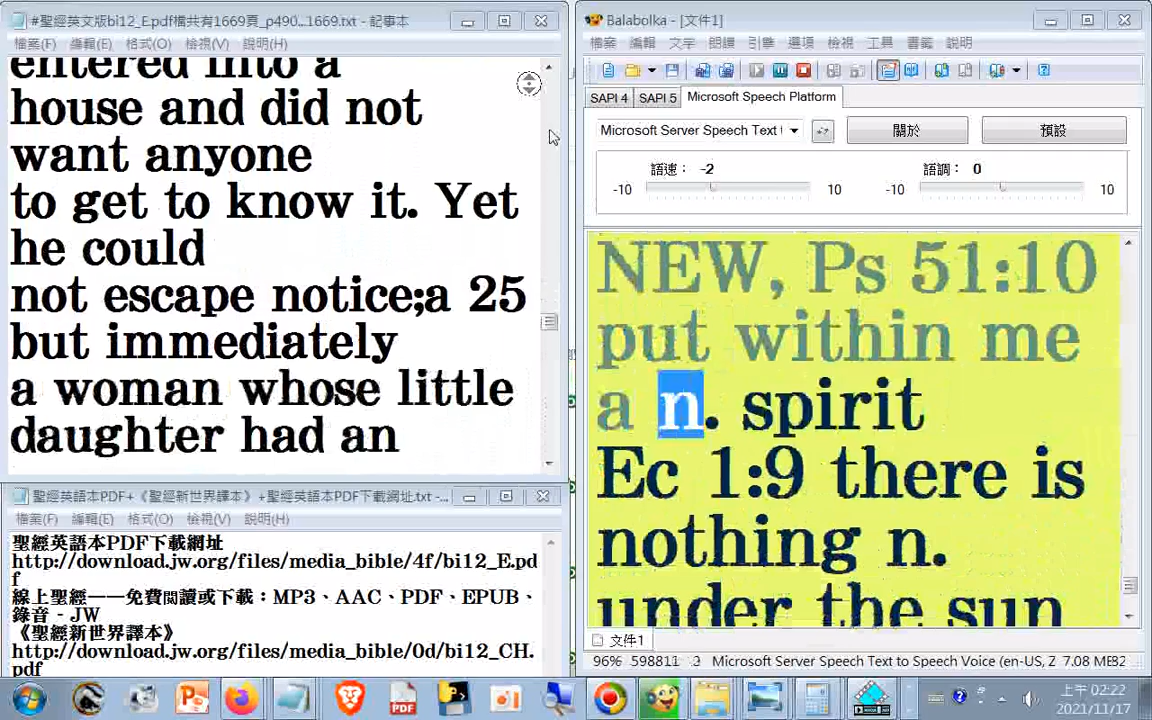 #聖經英文版bi12_E.pdf檔共有1669頁_p490...1669.txt - 記事本
檔案(F) 編輯(E) 格式(O) 檢視(V) 說明(H)
entered into a
house and did not
want anyone
to get to know it. Yet
he could
not escape notice;a 25
but immediately
a woman whose little
daughter had an
聖經英語本PDF+《聖經新世界譯本》+聖經英語本PDF下載網址.txt - ...
檔案(F) 編輯(E) 格式(O) 檢視(V) 說明(H)
聖經英語本PDF下載網址
http://download.jw.org/files/media_bible/4f/bi12_E.pd
f
線上聖經——免費閱讀或下載：MP3、AAC、PDF、EPUB、
錄音 - JW
《聖經新世界譯本》
http://download.jw.org/files/media_bible/0d/bi12_CH.
pdf
Balabolka - [文件1]
檔案 編輯 文字 朗讀 引擎 選項 檢視 工具 書籤 說明
SAPI 4 SAPI 5 Microsoft Speech Platform
Microsoft Server Speech Text t 關於 預設
語速： -2 語調： 0
-10 10 -10 10
NEW, Ps 51:10
put within me
a n. spirit
Ec 1:9 there is
nothing n.
under the sun
文件1
96% 598811 Microsoft Server Speech Text to Speech Voice (en-US, Z 7.08 MB
上午 02:22
2021/11/17